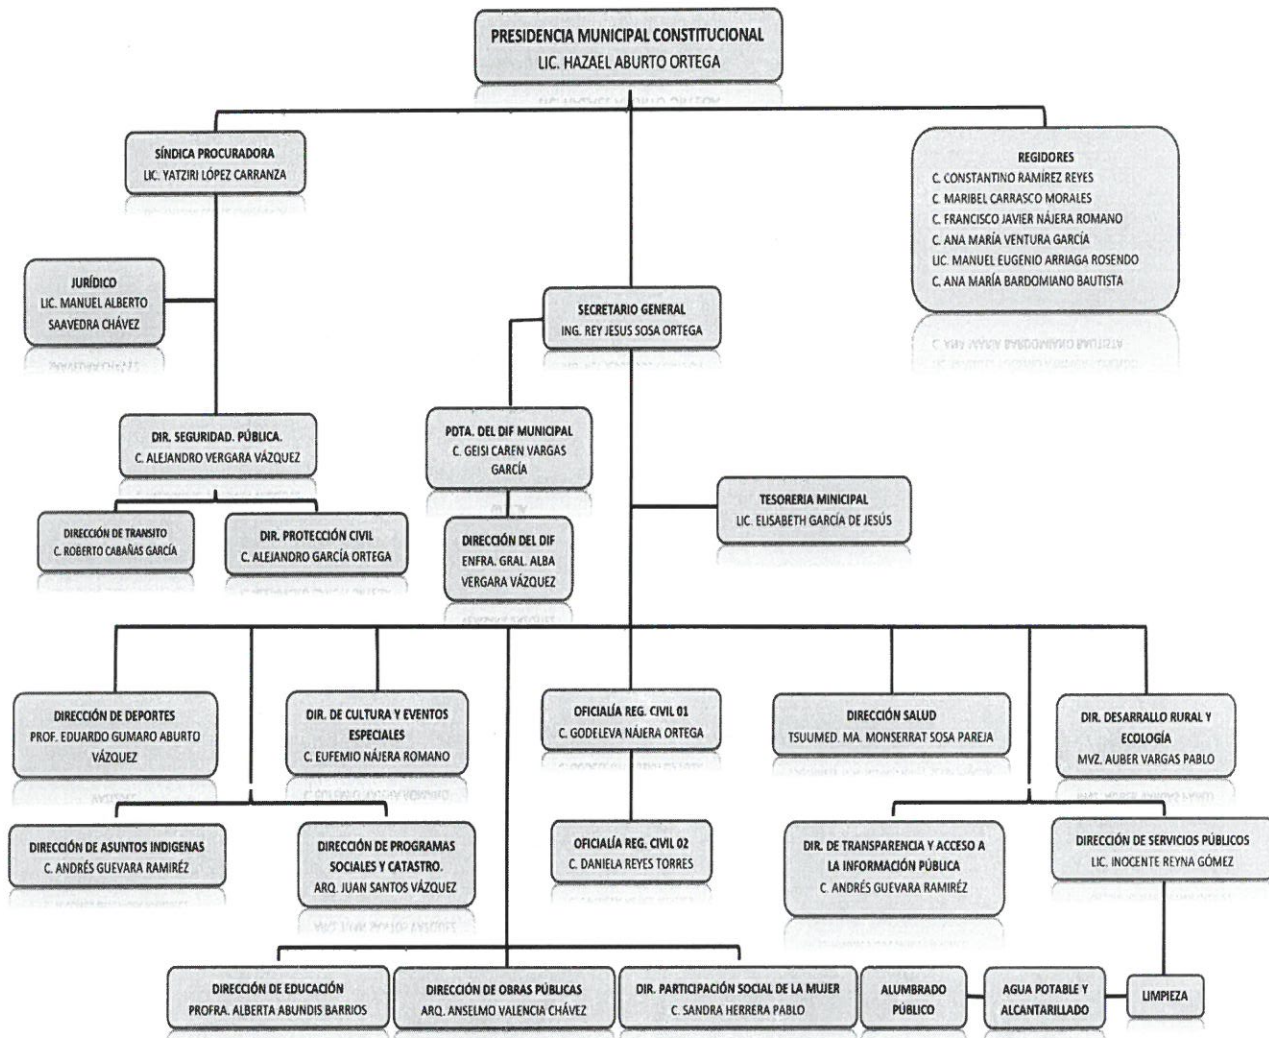 PRESIDENCIA MUNICIPAL CONSTITUCIONAL
LIC. HAZAEL ABURTO ORTEGA
SÍNDICA PROCURADORA
LIC. YATZIRI LÓPEZ CARRANZA
REGIDORES
C. CONSTANTINO RAMÍREZ REYES
C. MARIBEL CARRASCO MORALES
C. FRANCISCO JAVIER NÁJERA ROMANO
C. ANA MARÍA VENTURA GARCÍA
LIC. MANUEL EUGENIO ARRIAGA ROSENDO
C. ANA MARÍA BARDOMIANO BAUTISTA
JURÍDICO
LIC. MANUEL ALBERTO
SAAVEDRA CHÁVEZ
SECRETARIO GENERAL
ING. REY JESUS SOSA ORTEGA
DIR. SEGURIDAD. PÚBLICA.
C. ALEJANDRO VERGARA VÁZQUEZ
PDTA. DEL DIF MUNICIPAL
C. GEISI CAREN VARGAS
GARCÍA
TESORERIA MINICIPAL
LIC. ELISABETH GARCÍA DE JESÚS
DIRECCIÓN DE TRANSITO
C. ROBERTO CABAÑAS GARCÍA
DIR. PROTECCIÓN CIVIL
C. ALEJANDRO GARCÍA ORTEGA
DIRECCIÓN DEL DIF
ENFRA. GRAL. ALBA
VERGARA VÁZQUEZ
DIRECCIÓN DE DEPORTES
PROF. EDUARDO GUMARO ABURTO
VÁZQUEZ
DIR. DE CULTURA Y EVENTOS
ESPECIALES
C. EUFEMIO NÁJERA ROMANO
OFICIALÍA REG. CIVIL 01
C. GODELEVA NÁJERA ORTEGA
DIRECCIÓN SALUD
TSUUMED. MA. MONSERRAT SOSA PAREJA
DIR. DESARROLLO RURAL Y
ECOLOGÍA
MVZ. AUBER VARGAS PABLO
DIRECCIÓN DE ASUNTOS INDIGENAS
C. ANDRÉS GUEVARA RAMIRÉZ
DIRECCIÓN DE PROGRAMAS
SOCIALES Y CATASTRO.
ARQ. JUAN SANTOS VÁZQUEZ
OFICIALÍA REG. CIVIL 02
C. DANIELA REYES TORRES
DIR. DE TRANSPARENCIA Y ACCESO A
LA INFORMACIÓN PÚBLICA
C. ANDRÉS GUEVARA RAMIRÉZ
DIRECCIÓN DE SERVICIOS PÚBLICOS
LIC. INOCENTE REYNA GÓMEZ
DIRECCIÓN DE EDUCACIÓN
PROFRA. ALBERTA ABUNDIS BARRIOS
DIRECCIÓN DE OBRAS PÚBLICAS
ARQ. ANSELMO VALENCIA CHÁVEZ
DIR. PARTICIPACIÓN SOCIAL DE LA MUJER
C. SANDRA HERRERA PABLO
ALUMBRADO
PÚBLICO
AGUA POTABLE Y
ALCANTARILLADO
LIMPIEZA